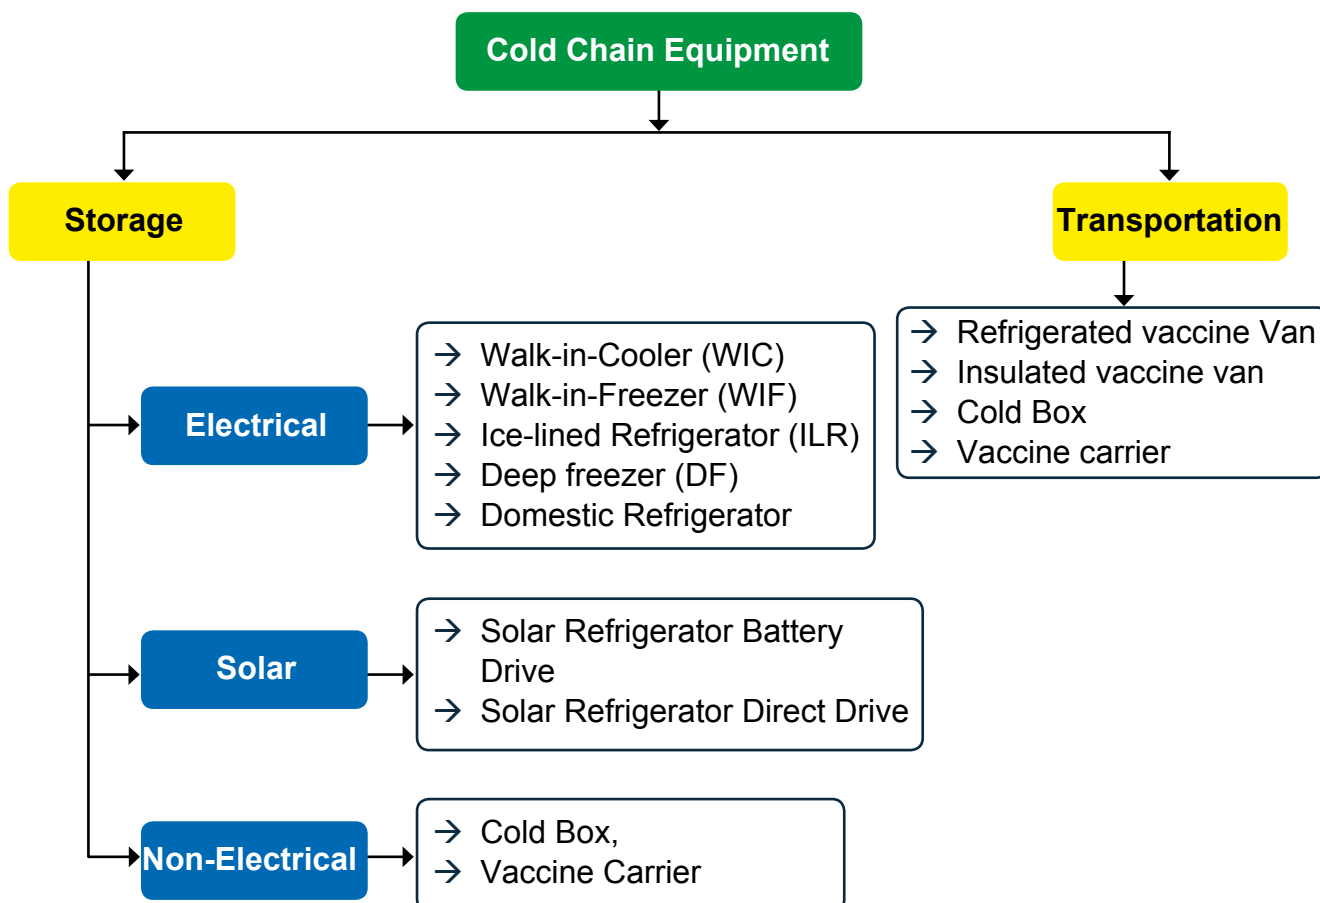 Cold Chain Equipment
Storage
Transportation
→ Refrigerated vaccine Van
→ Insulated vaccine van
→ Cold Box
→ Vaccine carrier
Electrical
→ Walk-in-Cooler (WIC)
→ Walk-in-Freezer (WIF)
→ Ice-lined Refrigerator (ILR)
→ Deep freezer (DF)
→ Domestic Refrigerator
Solar
→ Solar Refrigerator Battery
Drive
→ Solar Refrigerator Direct Drive
Non-Electrical
→ Cold Box,
→ Vaccine Carrier